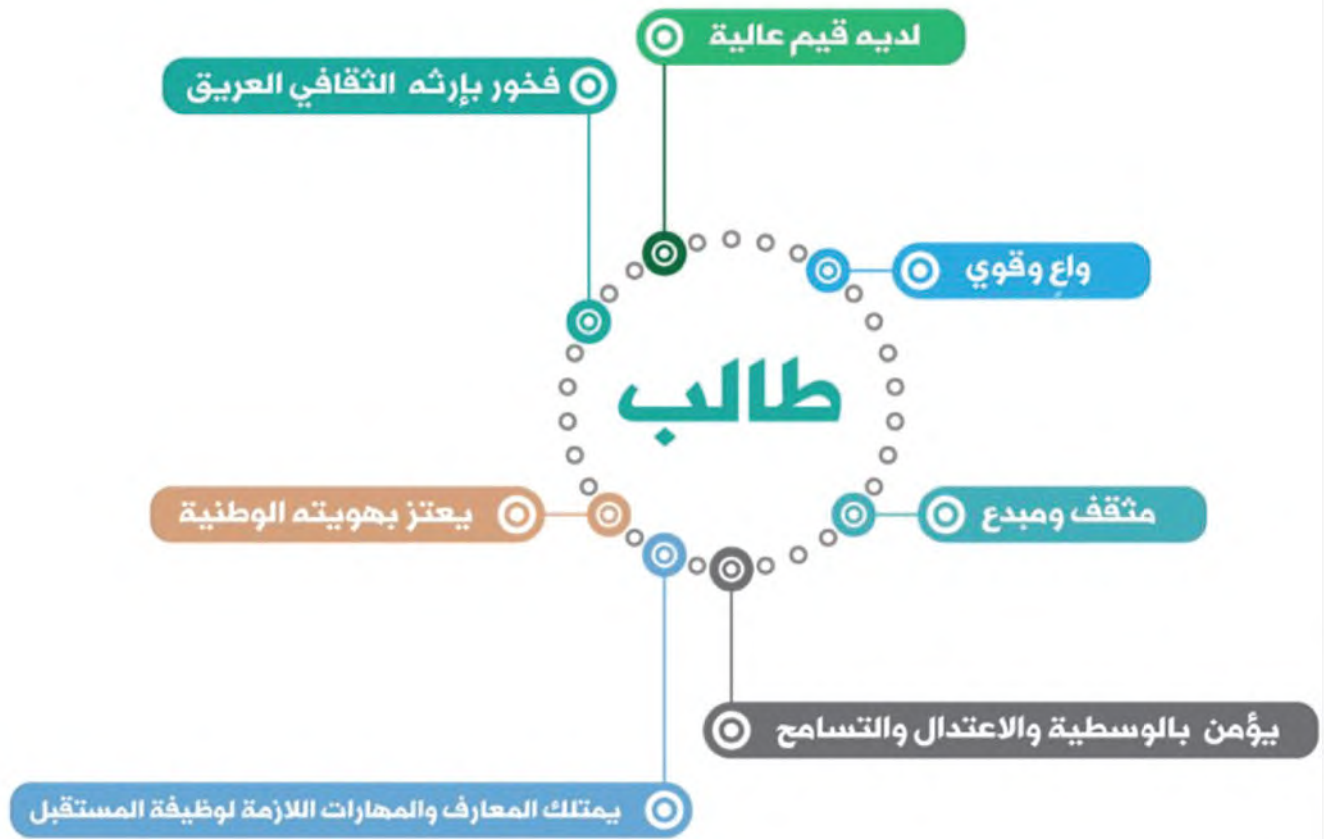 لديه قيم عالية
فخور بإرثه الثقافي العريق
واعٍ وقوي
طالب
يعتز بهويته الوطنية
مثقف ومبدع
يؤمن بالوسطية والاعتدال والتسامح
يمتلك المعارف والمهارات اللازمة لوظيفة المستقبل